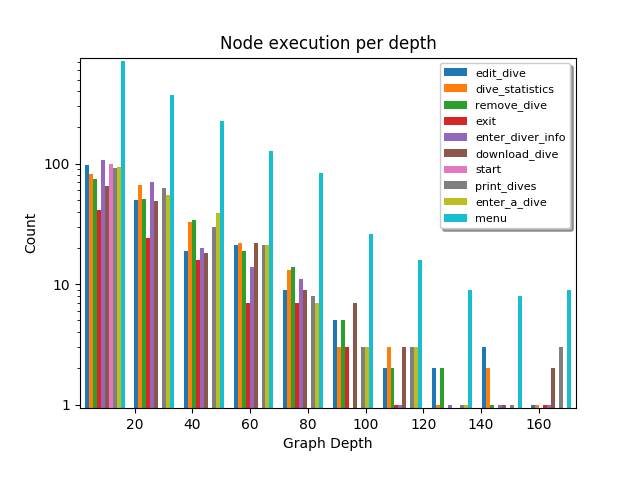 Node execution per depth
edit_dive
dive_statistics
remove_dive
exit
enter_diver_info
download_dive
start
print_dives
enter_a_dive
menu
Count
100
10
1
20 40 60 80 100 120 140 160
Graph Depth